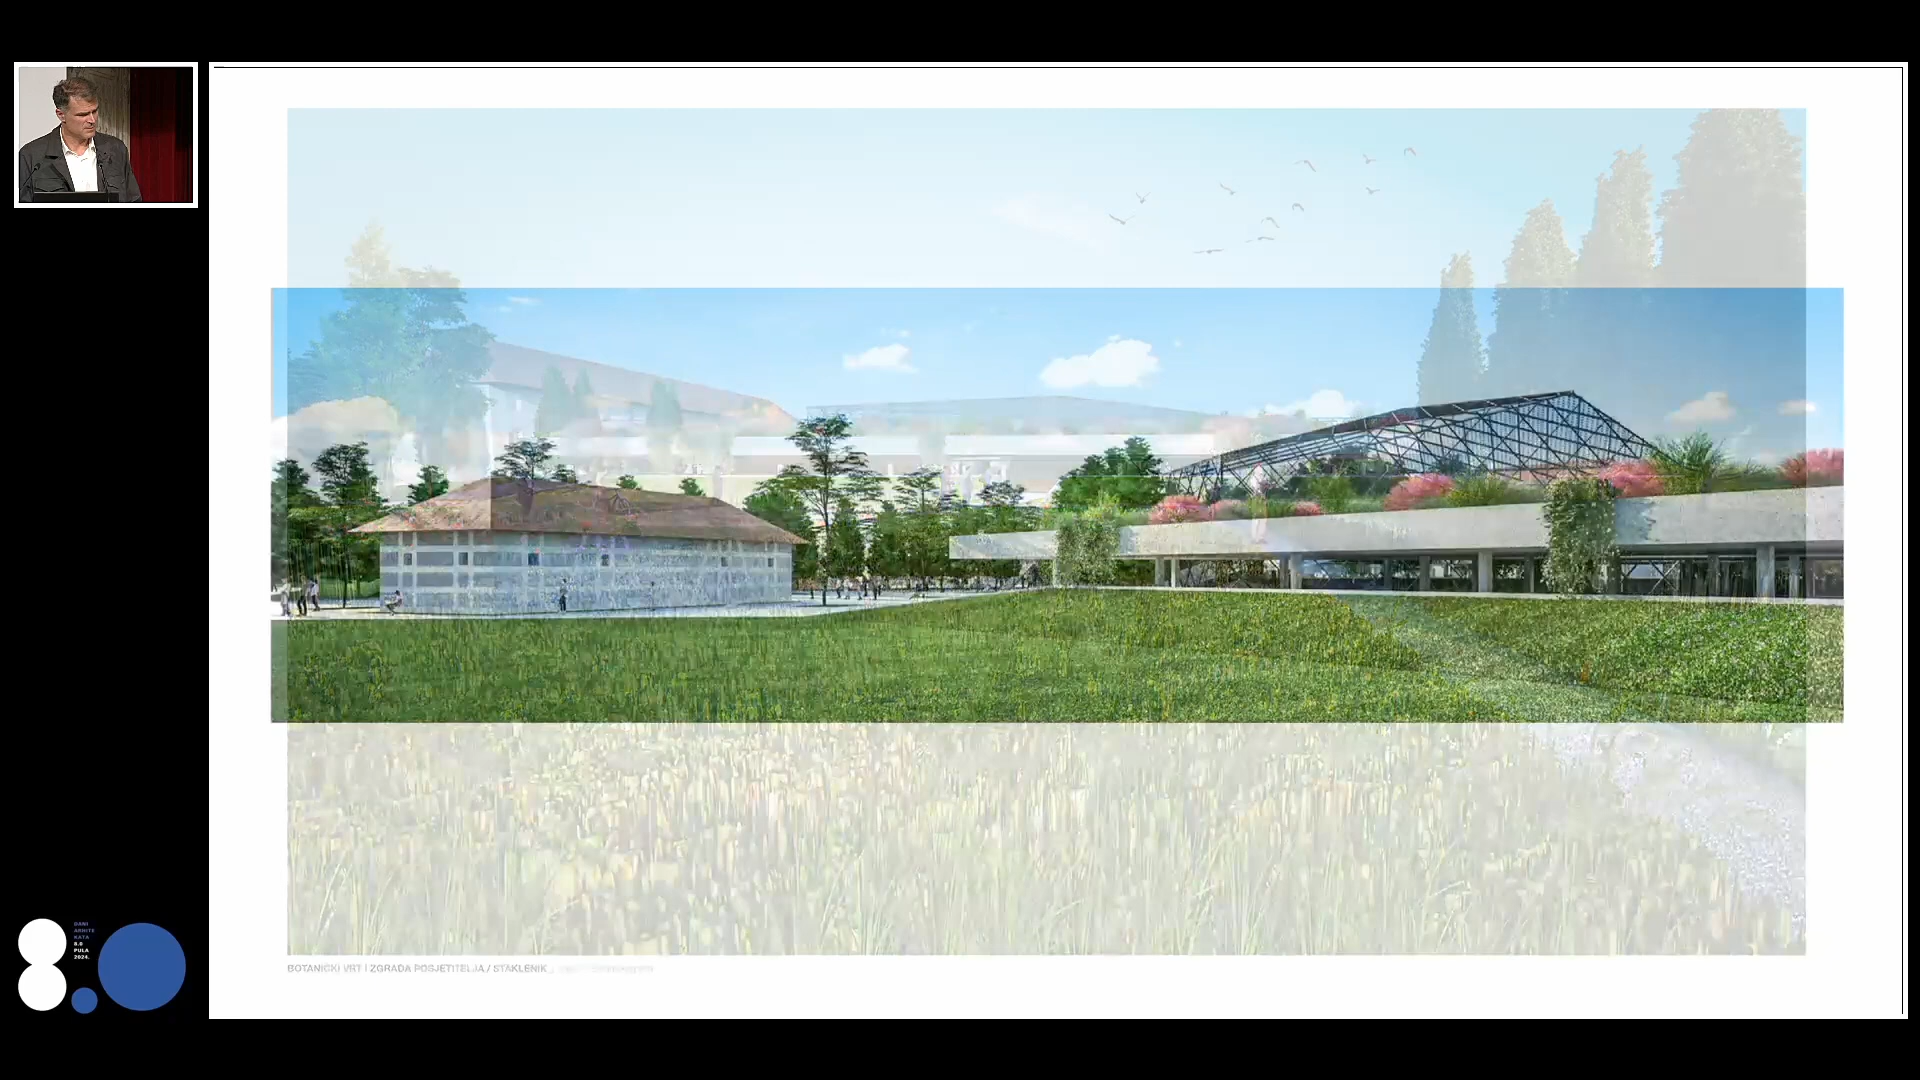 DANI
ARHITE
KATA
8.0
PULA
2024.
BOTANIČKI VRT | ZGRADA POSJETITELJA / STAKLENIK